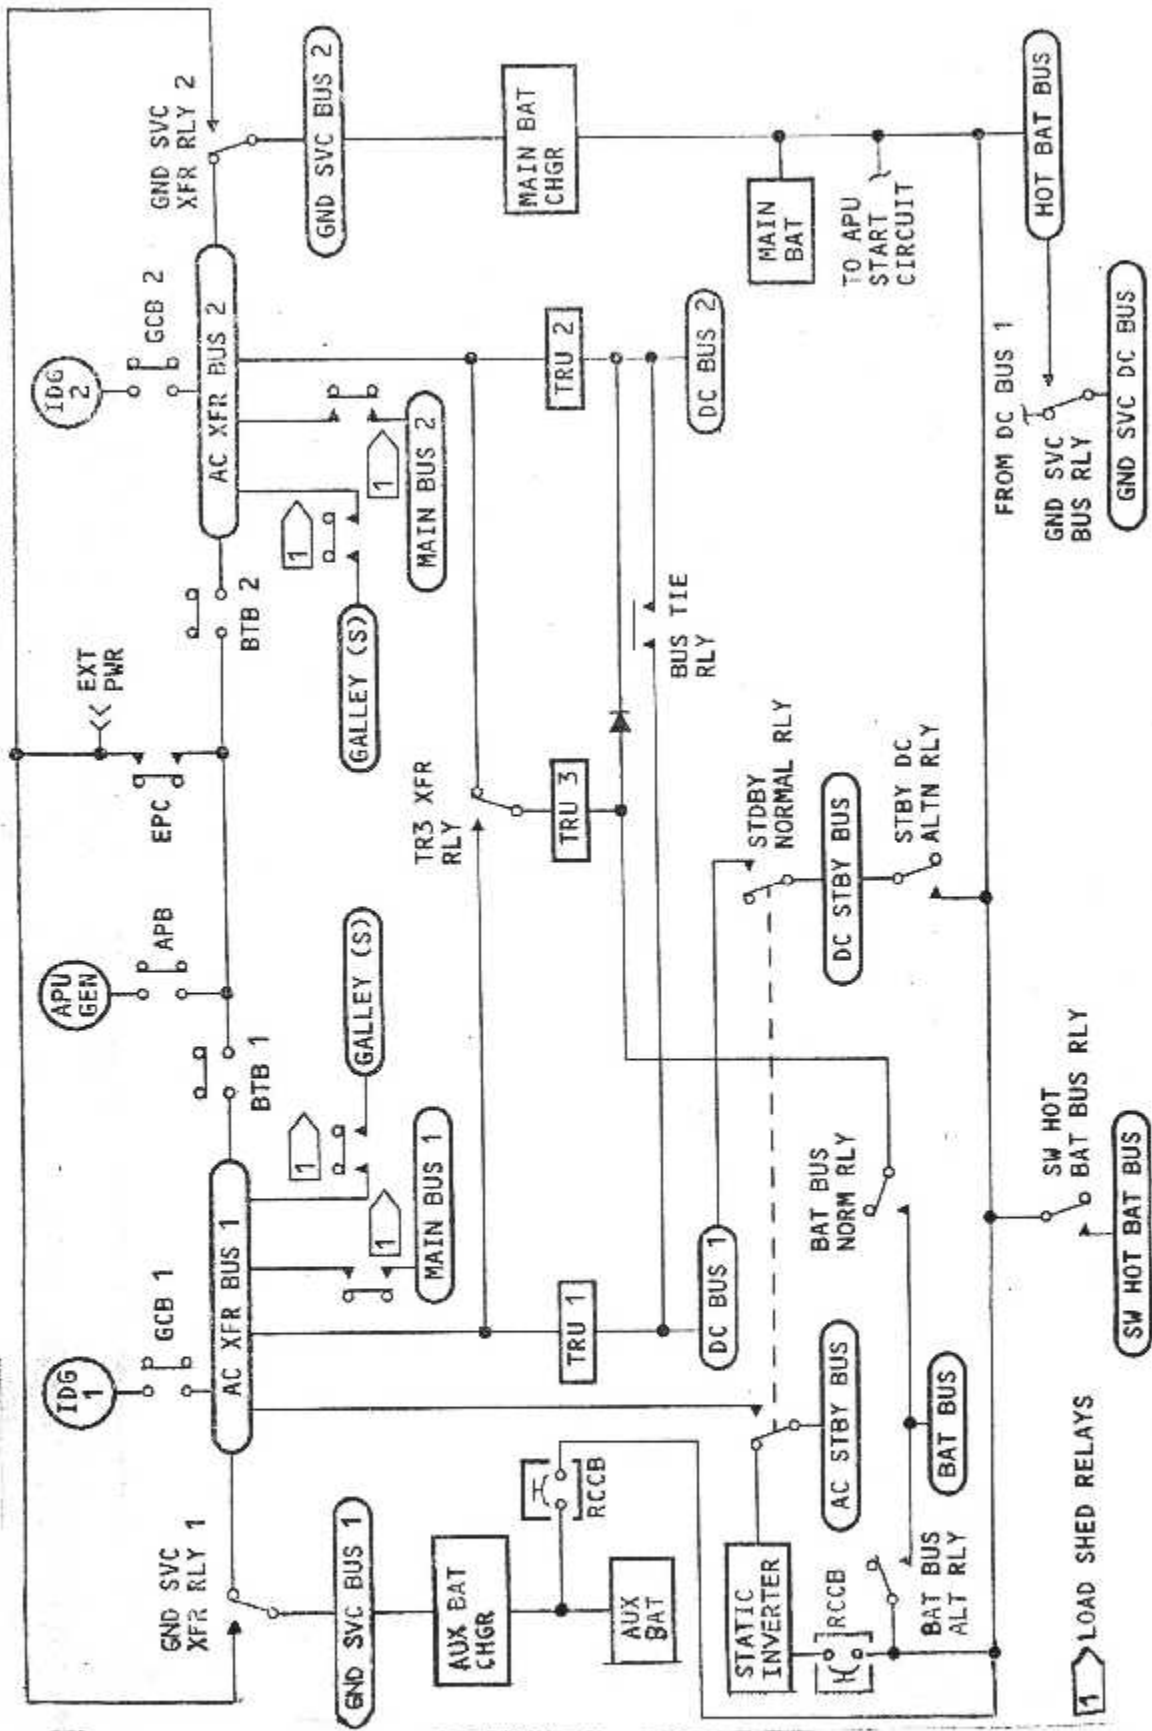 IDG
1
GCB 1
APU
GEN
APB
EPC
EXT
PWR
IDG
2
GCB 2
GND SVC
XFR RLY 1
AC XFR BUS 1
BTB 1
BTB 2
AC XFR BUS 2
GND SVC
XFR RLY 2
GND SVC BUS 1
MAIN BUS 1
1
1
GALLEY (S)
GALLEY (S)
1
1
MAIN BUS 2
GND SVC BUS 2
AUX BAT
CHGR
TR3 XFR
RLY
MAIN BAT
CHGR
RCCB
TRU 1
TRU 3
TRU 2
AUX
BAT
DC BUS 1
BUS TIE
RLY
DC BUS 2
MAIN
BAT
STATIC
INVERTER
AC STBY BUS
BAT BUS
NORM RLY
STDBY
NORMAL RLY
DC STBY BUS
TO APU
START
CIRCUIT
RCCB
BAT BUS
ALT RLY
BAT BUS
STBY DC
ALTN RLY
FROM DC BUS 1
HOT BAT BUS
SW HOT
BAT BUS RLY
GND SVC
BUS RLY
1 LOAD SHED RELAYS
SW HOT BAT BUS
GND SVC DC BUS